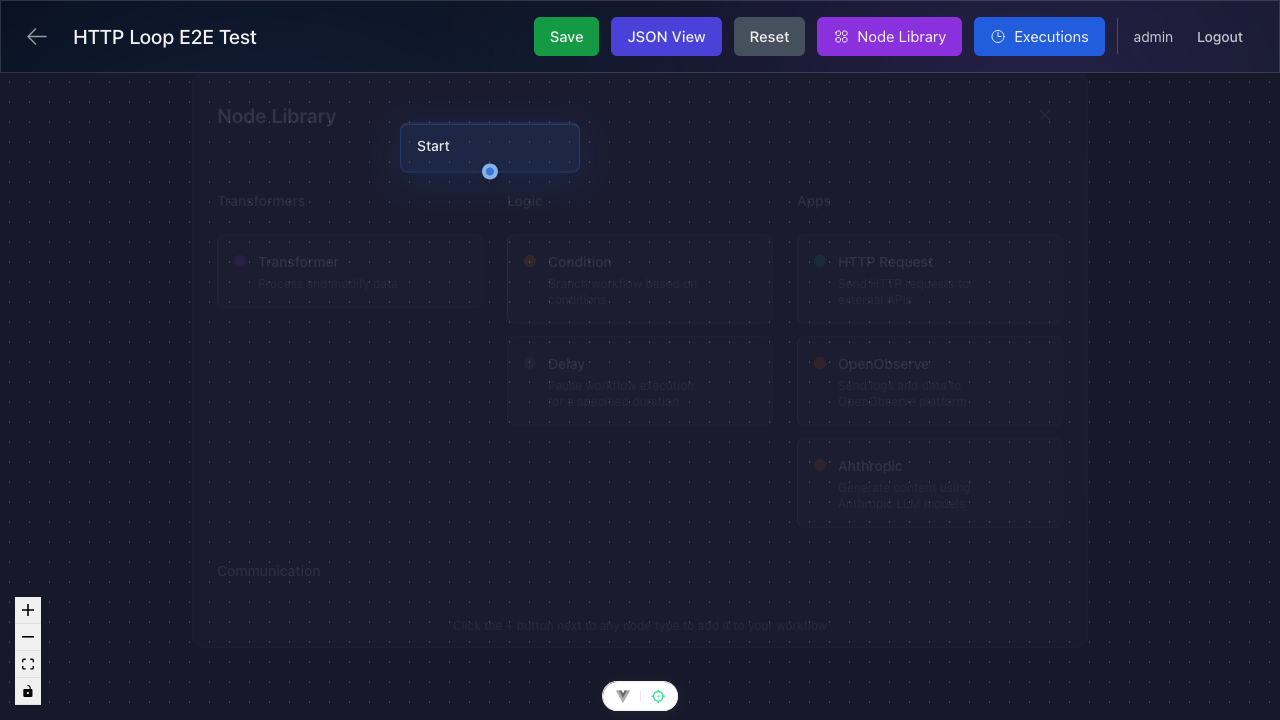 HTTP Loop E2E Test
Save
JSON View
Reset
Node Library
Executions
admin
Logout
Node Library
Start
Transformers
Logic
Apps
Transformer
Process and modify data
Condition
Branch workflow based on
conditions
HTTP Request
Send HTTP requests to
external APIs
Delay
Pause workflow execution
for a specified duration
OpenObserve
Send logs and data to
OpenObserve platform
Anthropic
Generate content using
Anthropic LLM models
Communication
Click the + button next to any node type to add it to your workflow